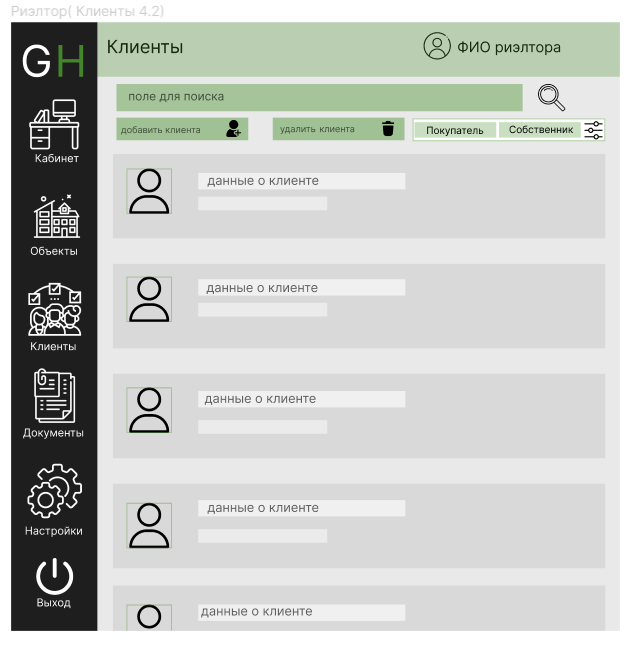 Риэлтор( Клиенты 4.2)
GH
Клиенты
ФИО риэлтора
поле для поиска
добавить клиента
удалить клиента
Покупатель
Собственник
Кабинет
Объекты
Клиенты
Документы
Настройки
Выход
данные о клиенте
данные о клиенте
данные о клиенте
данные о клиенте
данные о клиенте